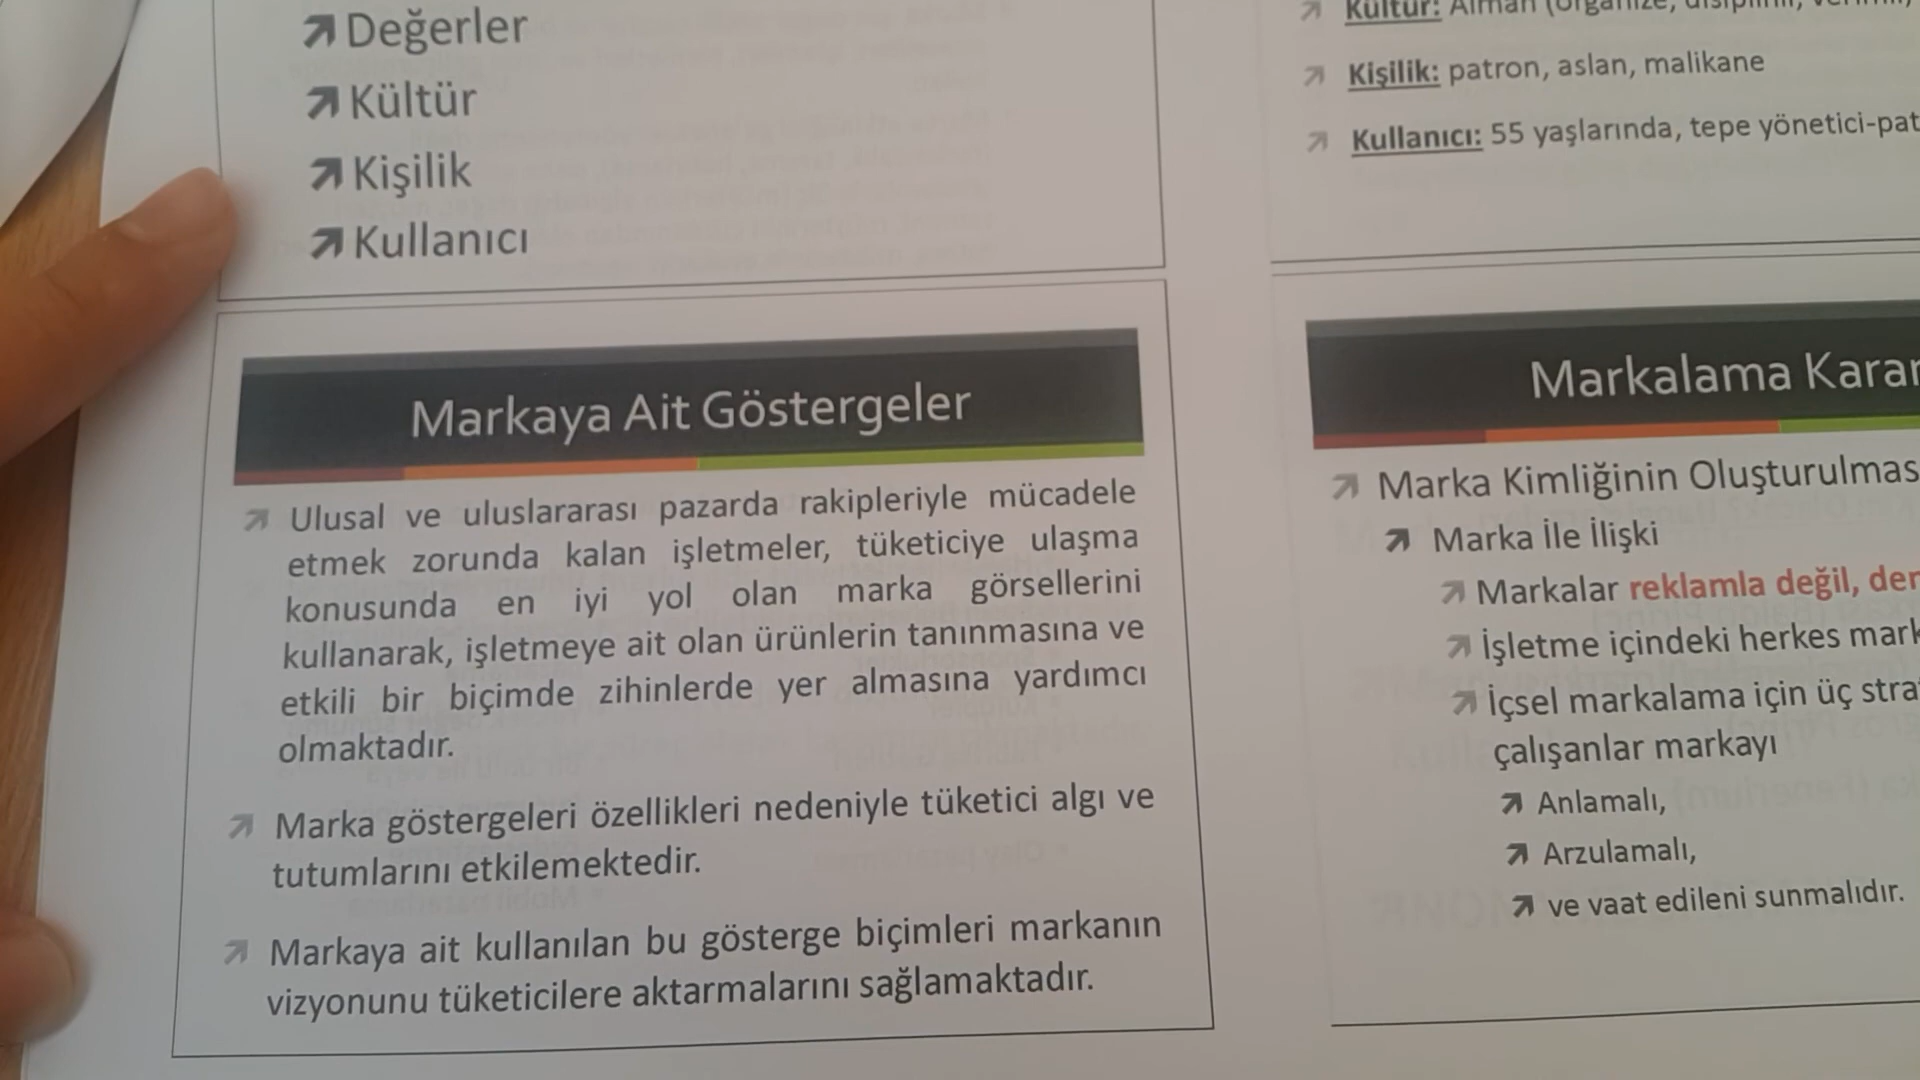 Değerler
Kültür
Kişilik
Kullanıcı
Kültür: Alman (organize, disiplinli,
Kişilik: patron, aslan, malikane
Kullanıcı: 55 yaşlarında, tepe yönetici-pat
Markaya Ait Göstergeler
Ulusal ve uluslararası pazarda rakipleriyle mücadele
etmek zorunda kalan işletmeler, tüketiciye ulaşma
konusunda en iyi yol olan marka görsellerini
kullanarak, işletmeye ait olan ürünlerin tanınmasına ve
etkili bir biçimde zihinlerde yer almasına yardımcı
olmaktadır.
Marka göstergeleri özellikleri nedeniyle tüketici algı ve
tutumlarını etkilemektedir.
Markaya ait kullanılan bu gösterge biçimleri markanın
vizyonunu tüketicilere aktarmalarını sağlamaktadır.
Markalama Karar
Marka Kimliğinin Oluşturulmas
Marka İle İlişki
Markalar reklamla değil, der
İşletme içindeki herkes mark
İçsel markalama için üç stra
çalışanlar markayı
Anlamalı,
Arzulamalı,
ve vaat edileni sunmalıdır.